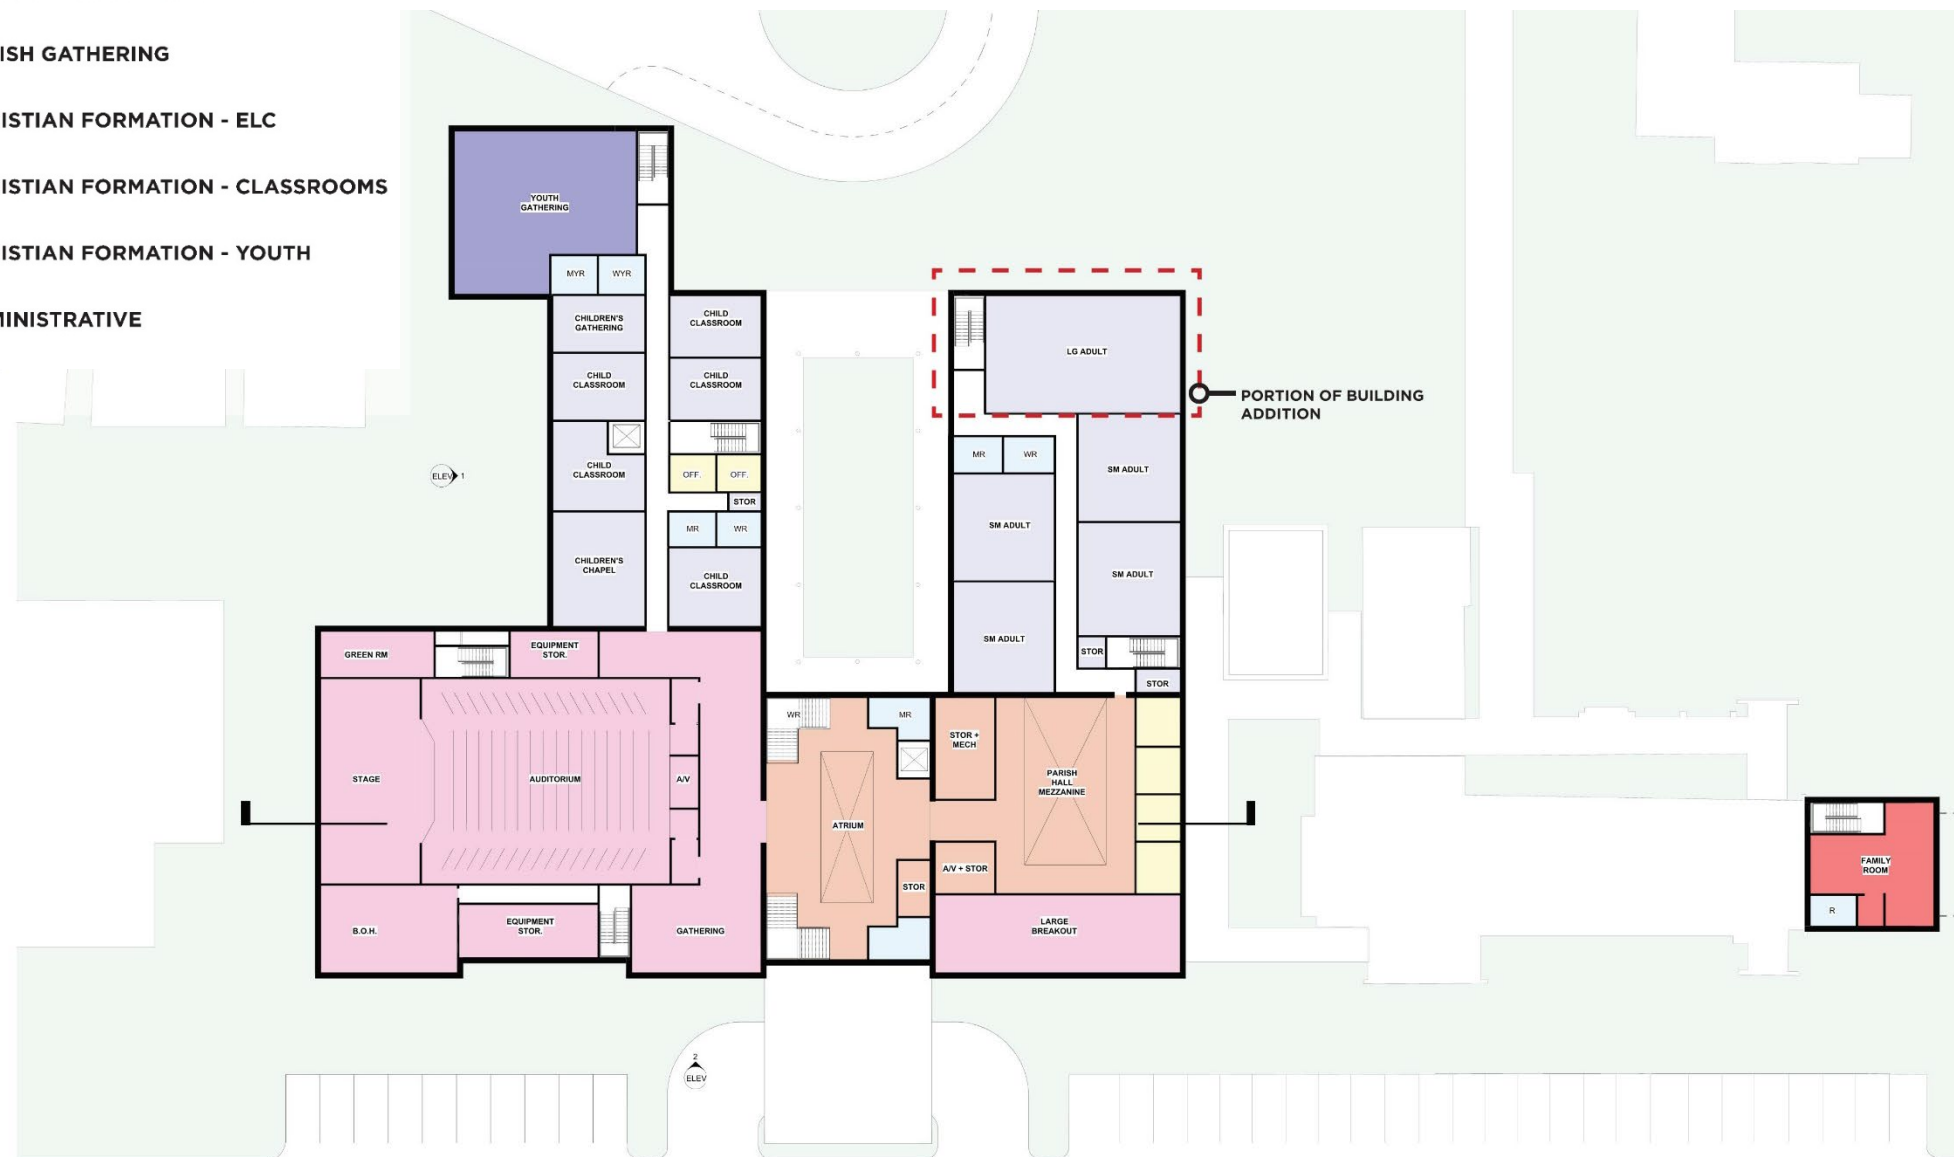 ISH GATHERING
ISTIAN FORMATION - ELC
ISTIAN FORMATION - CLASSROOMS
ISTIAN FORMATION - YOUTH
MINISTRATIVE
YOUTH
GATHERING
MYR
WYR
CHILDREN'S
GATHERING
CHILD
CLASSROOM
CHILD
CLASSROOM
CHILD
CLASSROOM
LG ADULT
PORTION OF BUILDING
ADDITION
CHILD
CLASSROOM
OFF.
OFF.
STOR
ELEV
1
MR
WR
SM ADULT
MR
WR
SM ADULT
CHILDREN'S
CHAPEL
CHILD
CLASSROOM
SM ADULT
SM ADULT
STOR
STOR
GREEN RM
EQUIPMENT
STOR.
WR
MR
STOR +
MECH
STAGE
AUDITORIUM
A/V
PARISH
HALL
MEZZANINE
ATRIUM
A/V + STOR
STOR
FAMILY
ROOM
R
B.O.H.
EQUIPMENT
STOR.
GATHERING
LARGE
BREAKOUT
2
ELEV